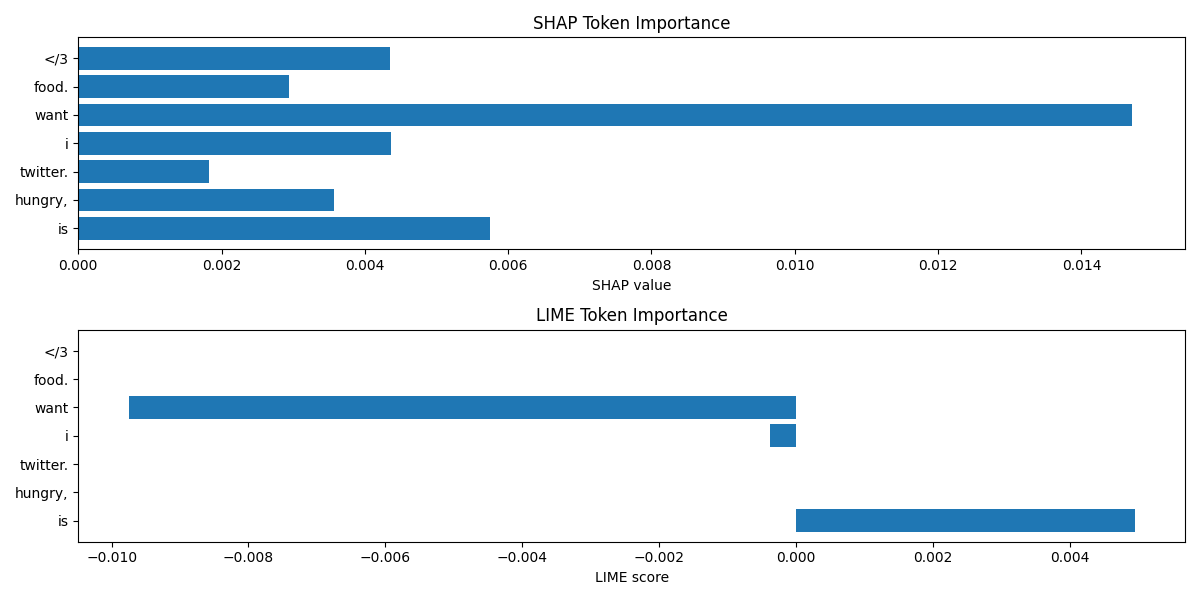 SHAP Token Importance
</3
food.
want
i
twitter.
hungry,
is
0.000 0.002 0.004 0.006 0.008 0.010 0.012 0.014
SHAP value
LIME Token Importance
</3
food.
want
i
twitter.
hungry,
is
−0.010 −0.008 −0.006 −0.004 −0.002 0.000 0.002 0.004
LIME score